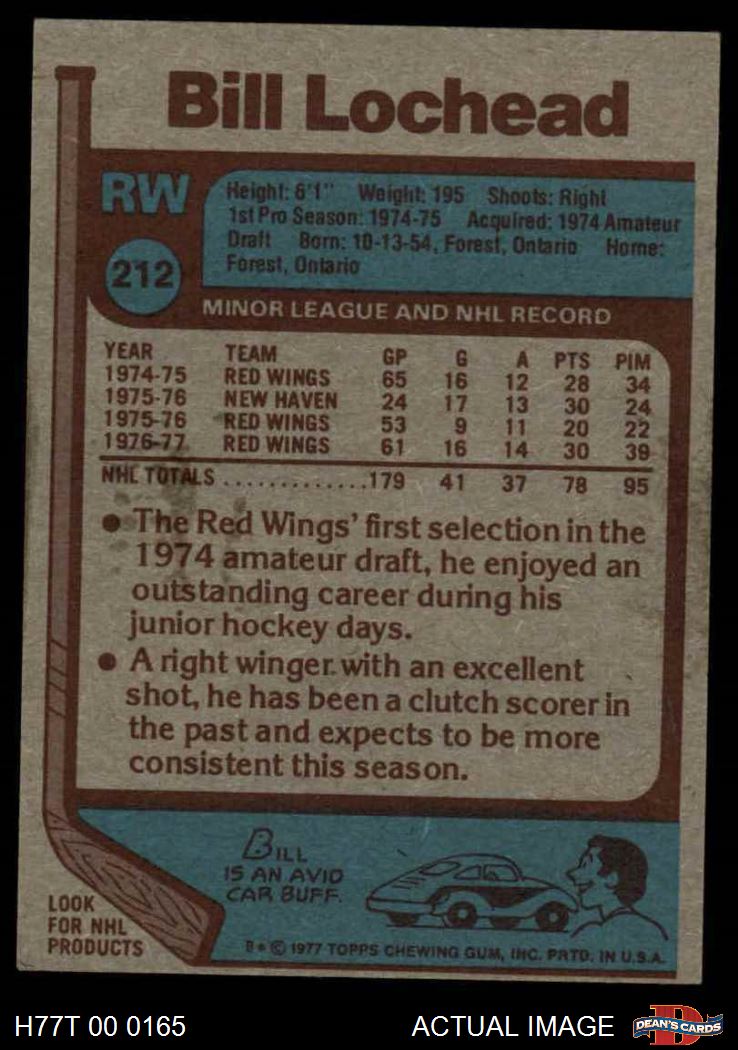 Bill Lochead
RW
212
Height: 6'1" Weight: 195 Shoots: Right
1st Pro Season: 1974-75 Acquired: 1974 Amateur
Draft Born: 10-13-54, Forest, Ontario Home:
Forest, Ontario
MINOR LEAGUE AND NHL RECORD
YEAR TEAM GP G A PTS PIM
1974-75 RED WINGS 65 16 12 28 34
1975-76 NEW HAVEN 24 17 13 30 24
1975-76 RED WINGS 53 9 11 20 22
1976-77 RED WINGS 61 16 14 30 39
NHL TOTALS .............179 41 37 78 95
• The Red Wings' first selection in the
1974 amateur draft, he enjoyed an
outstanding career during his
junior hockey days.
• A right winger with an excellent
shot, he has been a clutch scorer in
the past and expects to be more
consistent this season.
BILL
IS AN AVID
CAR BUFF.
LOOK
FOR NHL
PRODUCTS
B * © 1977 TOPPS CHEWING GUM, INC. PRTD. IN U.S.A.
H77T 00 0165 ACTUAL IMAGE DEAN'S CARDS